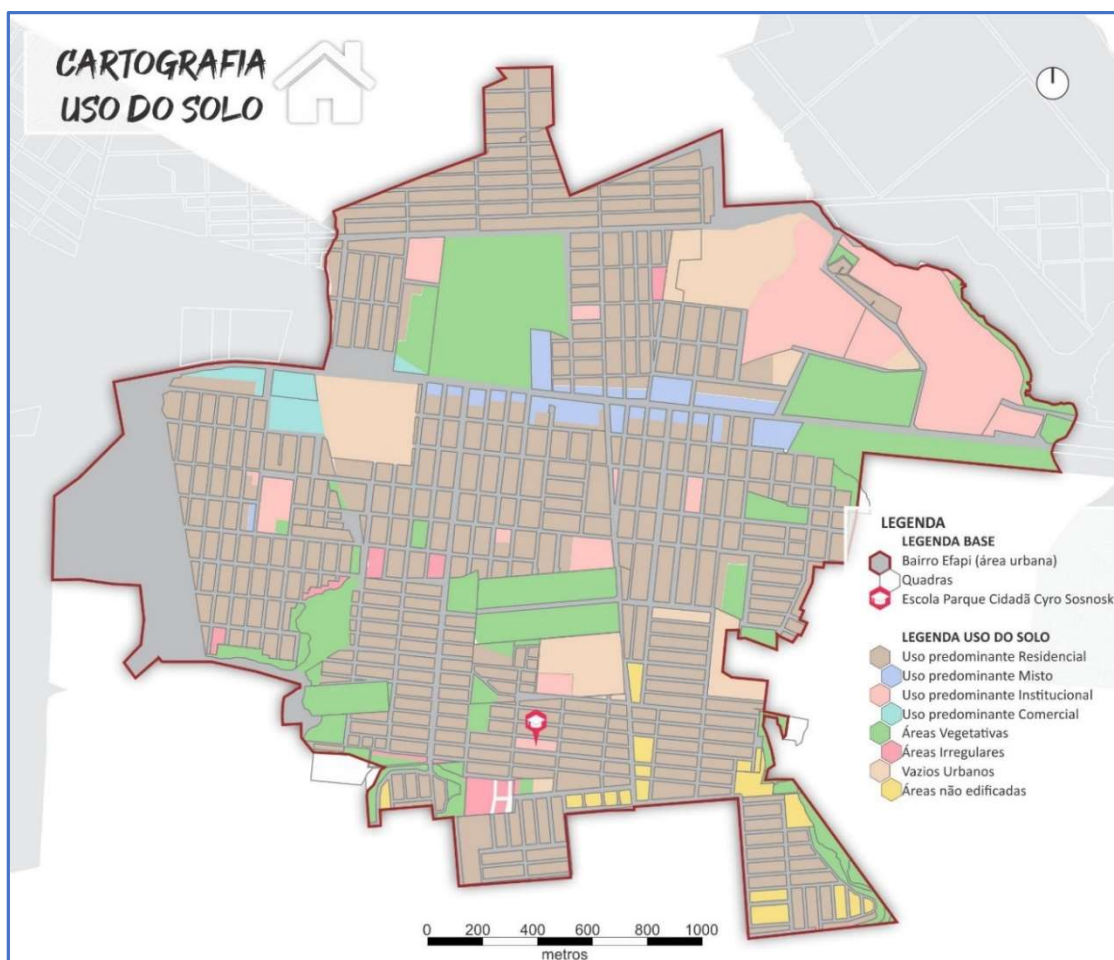 CARTOGRAFIA
USO DO SOLO
LEGENDA
LEGENDA BASE
Bairro Efapi (área urbana)
Quadras
Escola Parque Cidadã Cyro Sosnosk
LEGENDA USO DO SOLO
Uso predominante Residencial
Uso predominante Misto
Uso predominante Institucional
Uso predominante Comercial
Áreas Vegetativas
Áreas Irregulares
Vazios Urbanos
Áreas não edificadas
0 200 400 600 800 1000
metros